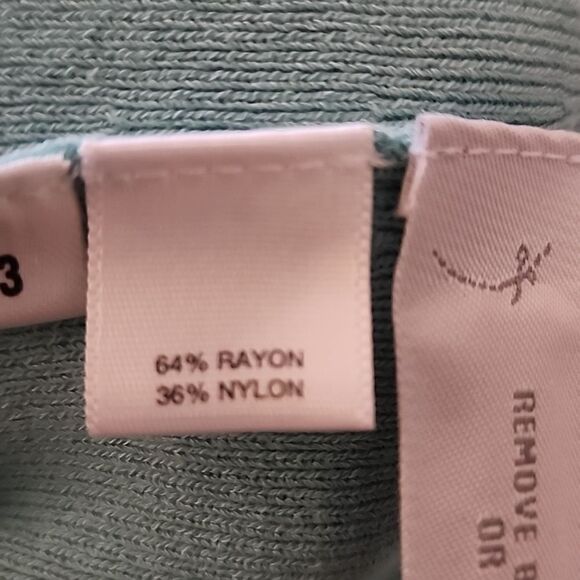 3
64% RAYON
36% NYLON
REMOVE
OR